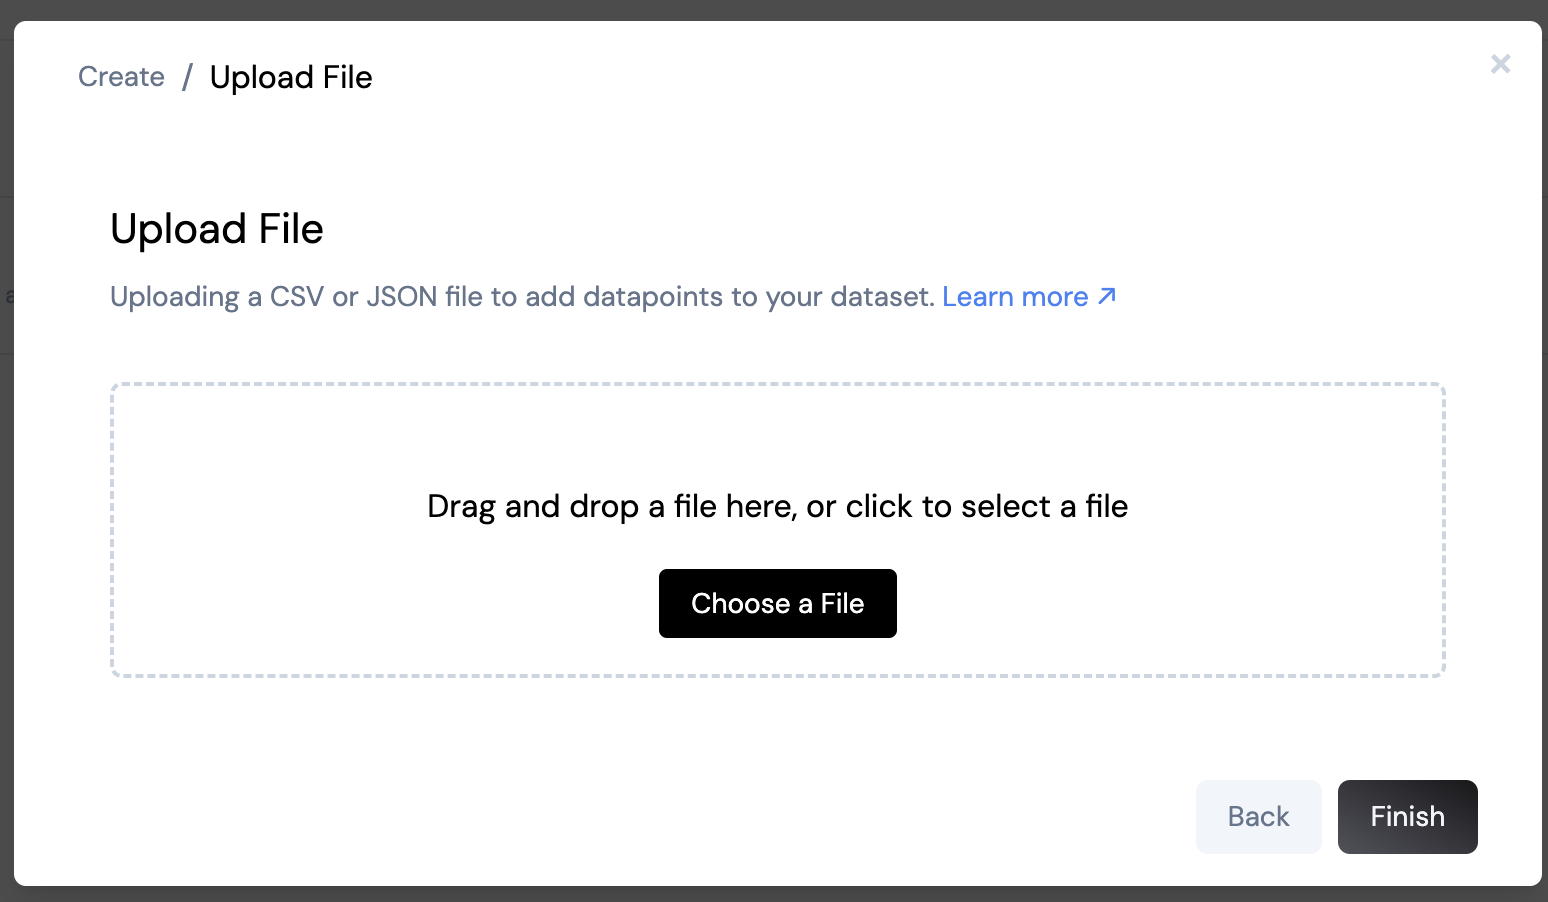 Create / Upload File
Upload File
Uploading a CSV or JSON file to add datapoints to your dataset. Learn more ↗
Drag and drop a file here, or click to select a file
Choose a File
Back
Finish